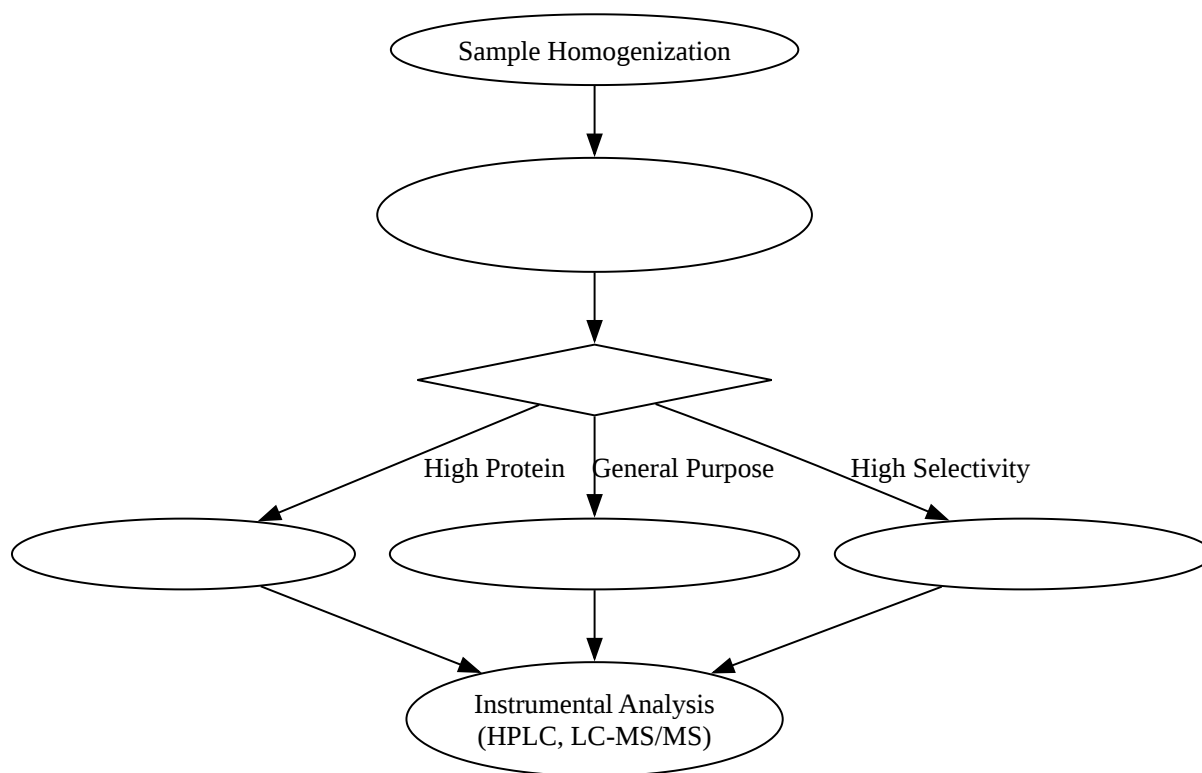 Sample Homogenization
High Protein
General Purpose
High Selectivity
Instrumental Analysis
(HPLC, LC-MS/MS)